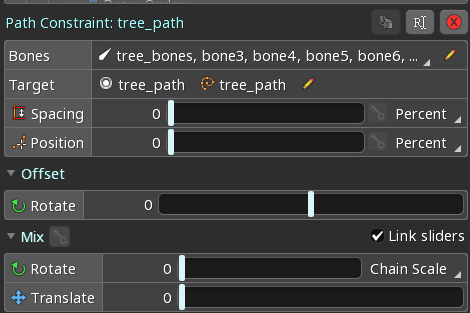 Path Constraint: tree_path
Bones tree_bones, bone3, bone4, bone5, bone6, ...
Target tree_path tree_path
Spacing 0 Percent
Position 0 Percent
Offset
Rotate 0
Mix Link sliders
Rotate 0 Chain Scale
Translate 0